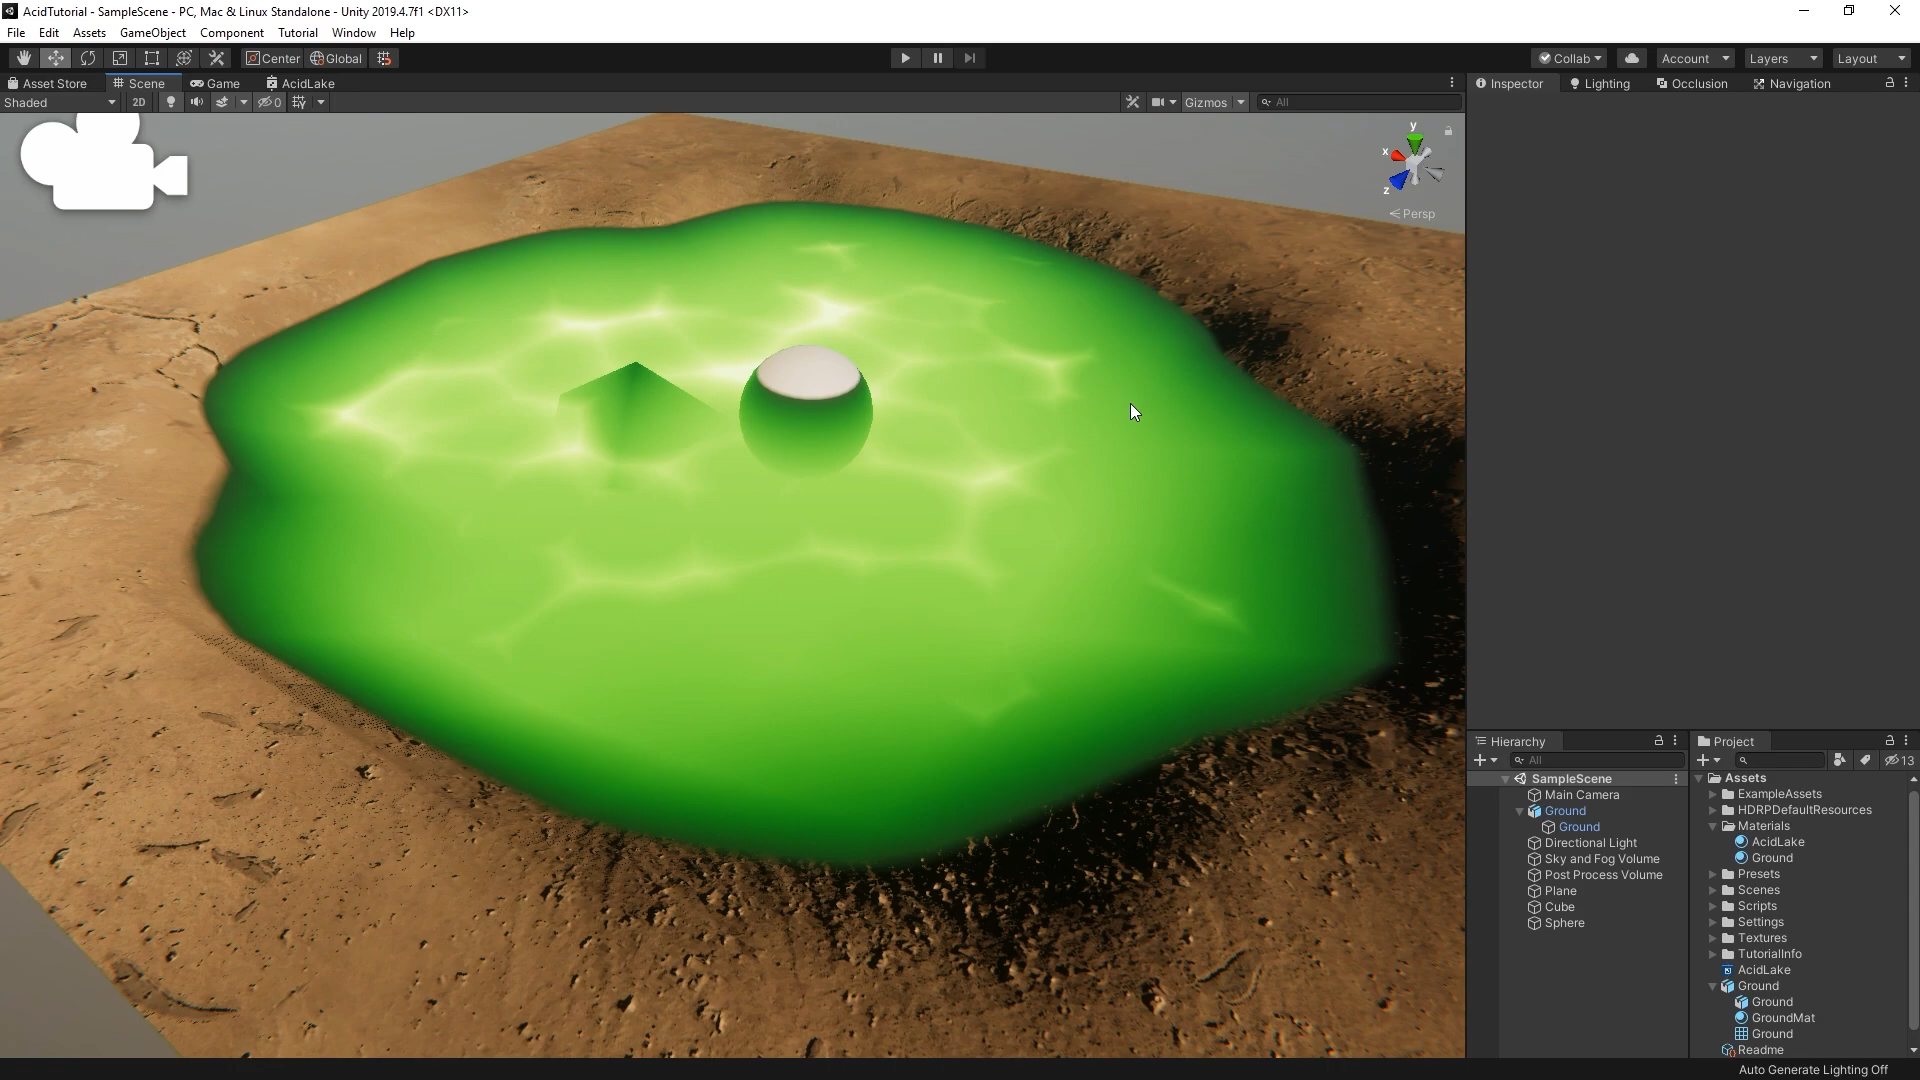 AcidTutorial - SampleScene - PC, Mac & Linux Standalone - Unity 2019.4.7f1 <DX11>
File Edit Assets GameObject Component Tutorial Window Help
Center Global Collab Account Layers Layout
Asset Store Scene Game AcidLake Inspector Lighting Occlusion Navigation
Shaded 2D 0 Gizmos All
y
x
z
Persp
Hierarchy
All
SampleScene
Main Camera
Ground
Ground
Directional Light
Sky and Fog Volume
Post Process Volume
Plane
Cube
Sphere
Project
13
Assets
ExampleAssets
HDRPDefaultResources
Materials
AcidLake
Ground
Presets
Scenes
Scripts
Settings
Textures
TutorialInfo
AcidLake
Ground
Ground
GroundMat
Ground
Readme
Auto Generate Lighting Off